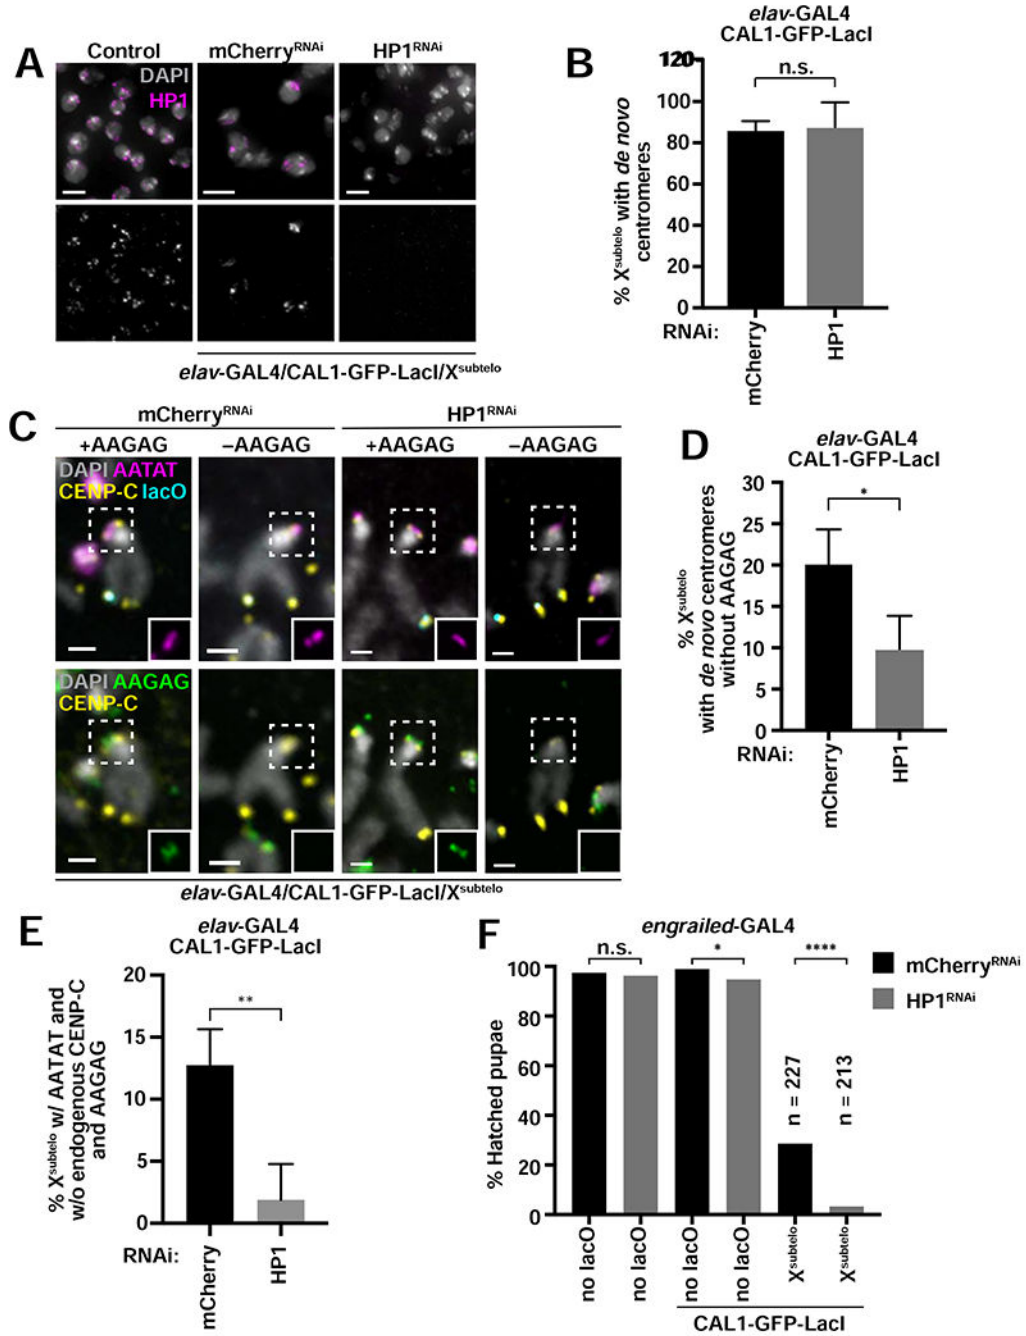 A
Control
mCherryRNAi
HP1RNAi
DAPI
HP1
elav-GAL4/CAL1-GFP-LacI/Xsubtelo
B
elav-GAL4
CAL1-GFP-LacI
n.s.
% Xsubtelo with de novo
centromeres
120
100
80
60
40
20
0
RNAi:
mCherry
HP1
C
mCherryRNAi
HP1RNAi
+AAGAG
–AAGAG
+AAGAG
–AAGAG
DAPI AATAT
CENP-C lacO
DAPI AAGAG
CENP-C
elav-GAL4/CAL1-GFP-LacI/Xsubtelo
D
elav-GAL4
CAL1-GFP-LacI
*
% Xsubtelo
with de novo centromeres
without AAGAG
30
25
20
15
10
5
0
RNAi:
mCherry
HP1
E
elav-GAL4
CAL1-GFP-LacI
**
% Xsubtelo w/ AATAT and
w/o endogenous CENP-C
and AAGAG
20
15
10
5
0
RNAi:
mCherry
HP1
F
engrailed-GAL4
n.s.
*
****
mCherryRNAi
HP1RNAi
% Hatched pupae
100
80
60
40
20
0
n = 227
n = 213
no lacO
no lacO
no lacO
no lacO
Xsubtelo
Xsubtelo
CAL1-GFP-LacI